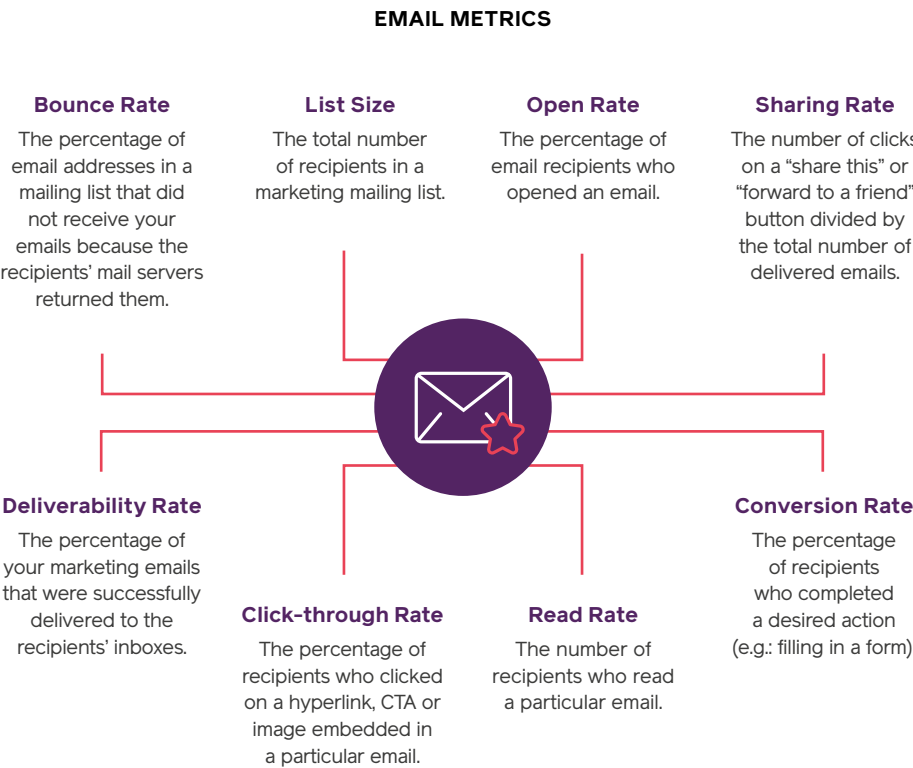 EMAIL METRICS
Bounce Rate
The percentage of
email addresses in a
mailing list that did
not receive your
emails because the
recipients' mail servers
returned them.
List Size
The total number
of recipients in a
marketing mailing list.
Open Rate
The percentage of
email recipients who
opened an email.
Sharing Rate
The number of clicks
on a “share this” or
“forward to a friend”
button divided by
the total number of
delivered emails.
Deliverability Rate
The percentage of
your marketing emails
that were successfully
delivered to the
recipients' inboxes.
Click-through Rate
The percentage of
recipients who clicked
on a hyperlink, CTA or
image embedded in
a particular email.
Read Rate
The number of
recipients who read
a particular email.
Conversion Rate
The percentage
of recipients
who completed
a desired action
(e.g.: filling in a form)